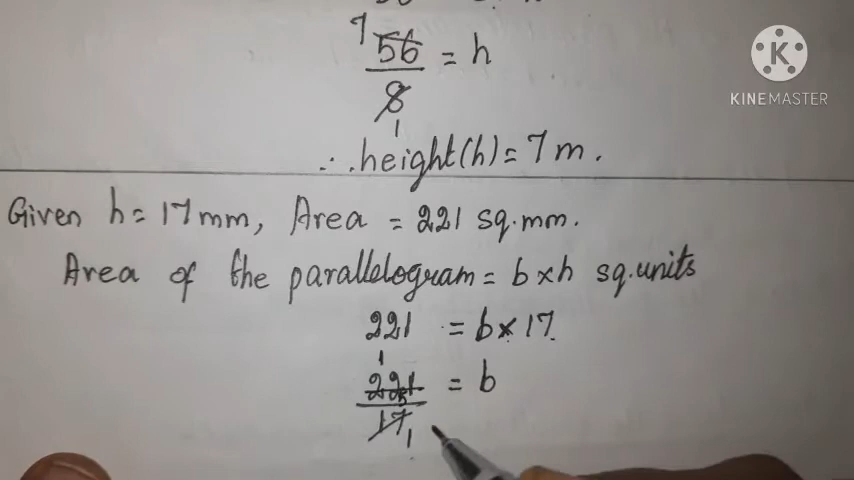 7
56 = h
8
1
∴ height(h) = 7 m.
KINEMASTER
Given h = 17 mm, Area = 221 sq.mm.
Area of the parallelogram = b × h sq.units
221 = b × 17
1
221 = b
5
17
1